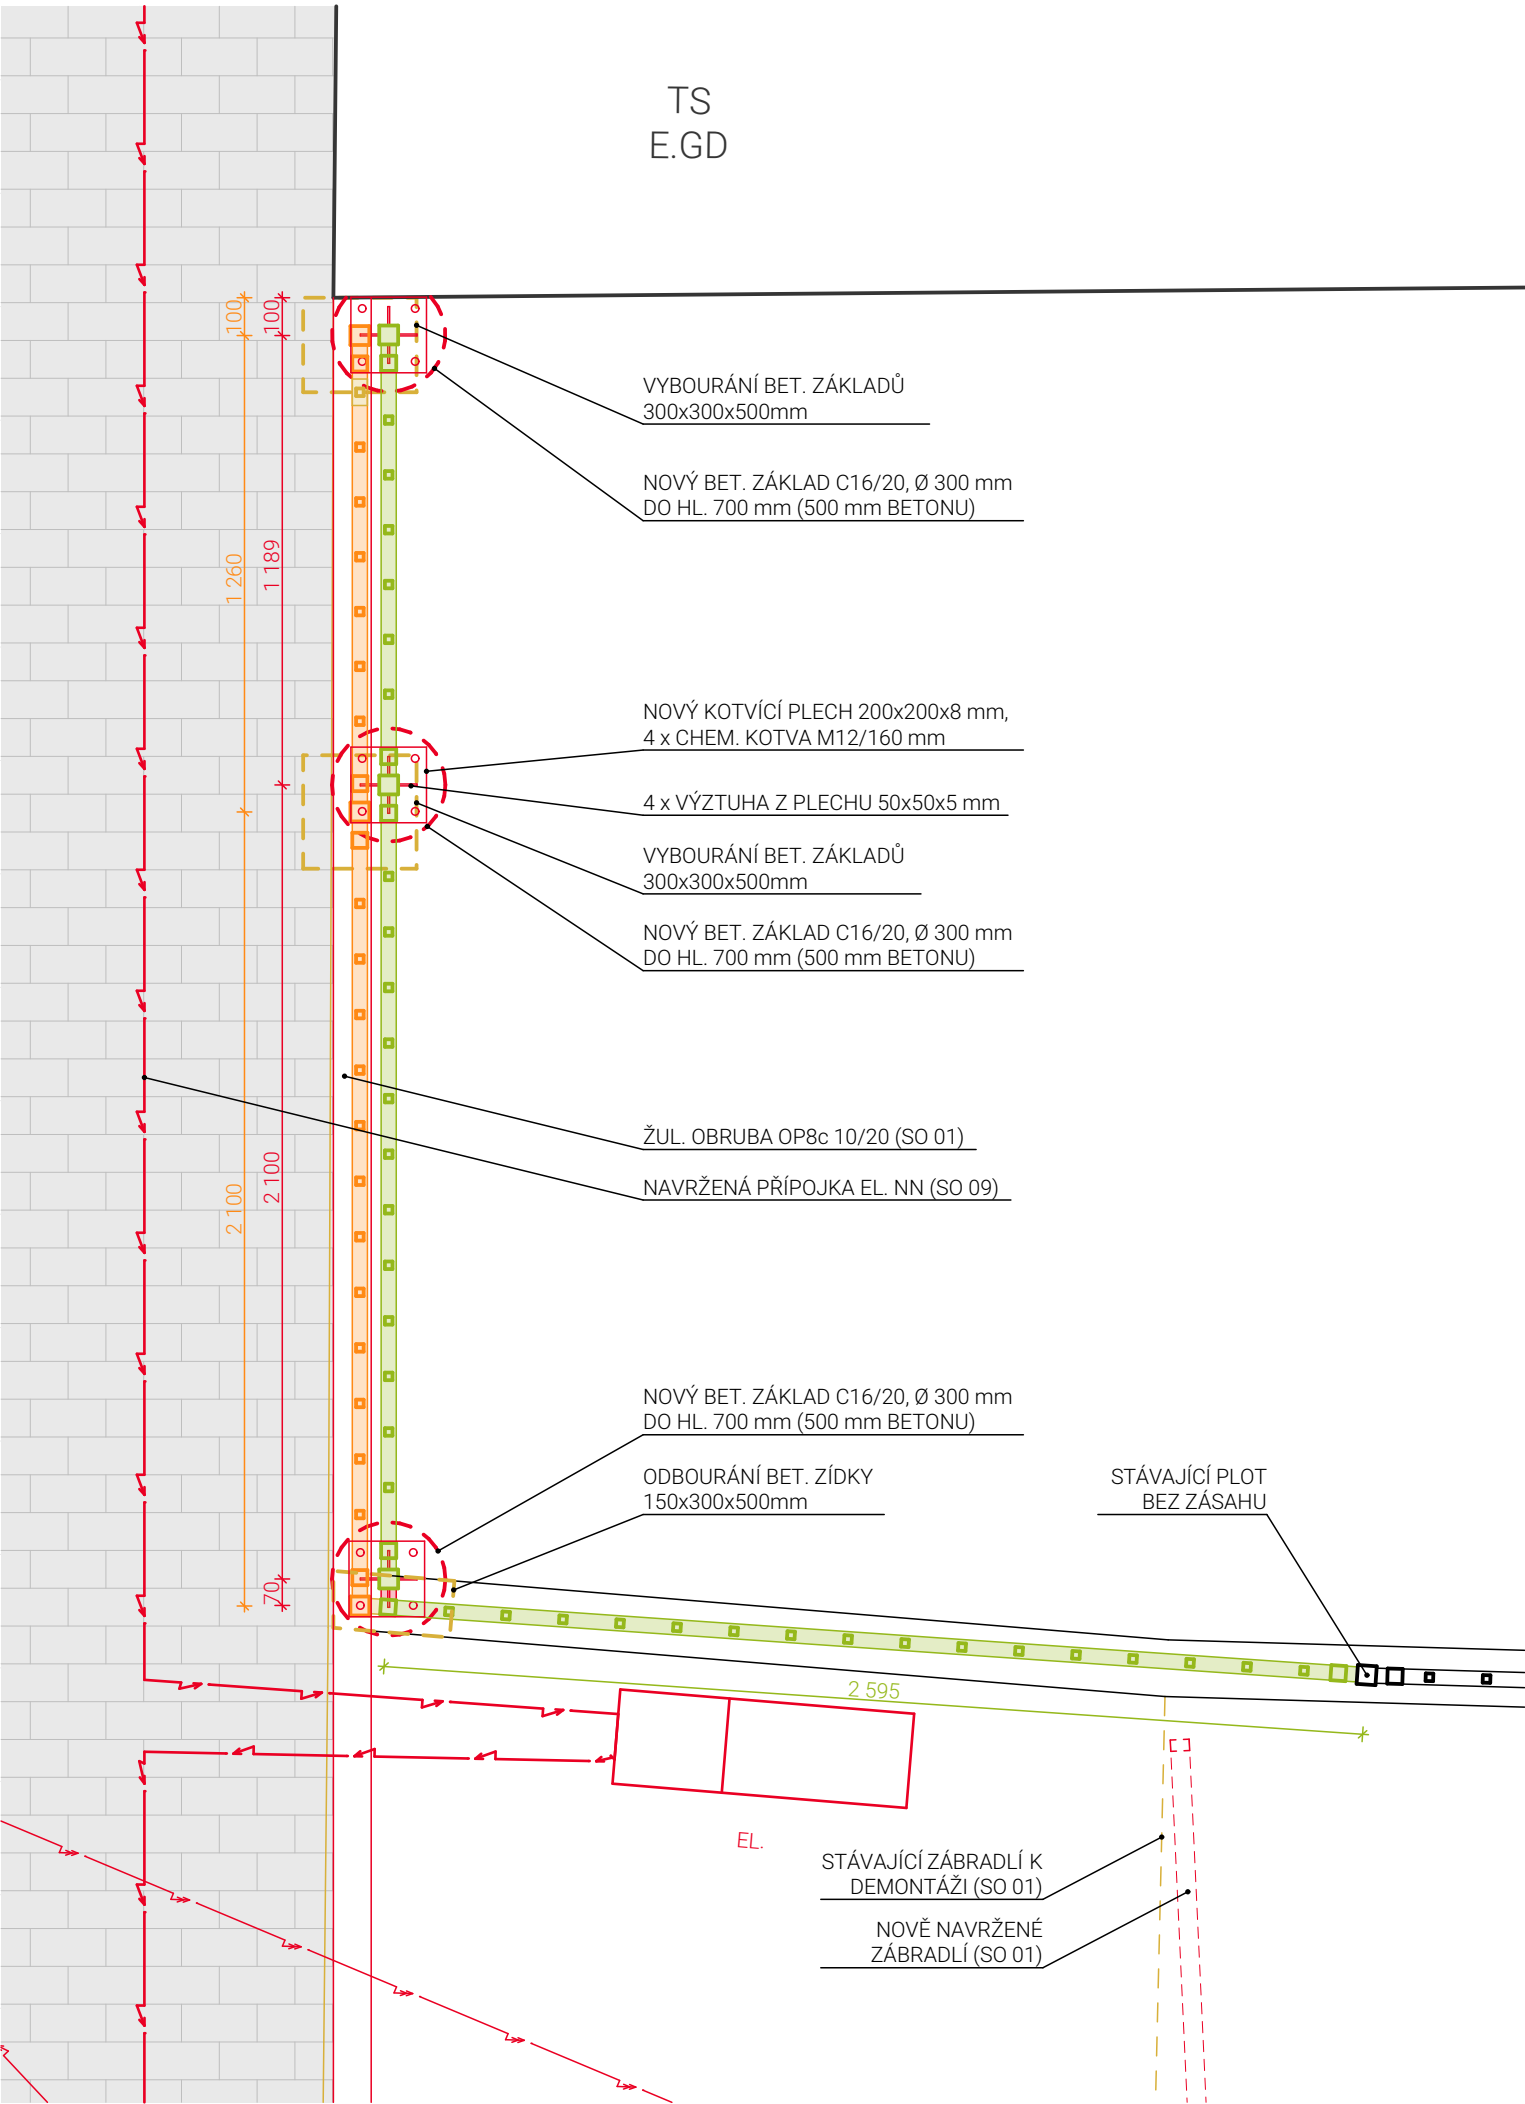 TS
E.GD
100
100
VYBOURÁNÍ BET. ZÁKLADŮ
300x300x500mm
NOVÝ BET. ZÁKLAD C16/20, Ø 300 mm
DO HL. 700 mm (500 mm BETONU)
1 260
1 189
NOVÝ KOTVÍCÍ PLECH 200x200x8 mm,
4 x CHEM. KOTVA M12/160 mm
4 x VÝZTUHA Z PLECHU 50x50x5 mm
VYBOURÁNÍ BET. ZÁKLADŮ
300x300x500mm
NOVÝ BET. ZÁKLAD C16/20, Ø 300 mm
DO HL. 700 mm (500 mm BETONU)
ŽUL. OBRUBA OP8c 10/20 (SO 01)
NAVRŽENÁ PŘÍPOJKA EL. NN (SO 09)
2 100
2 100
NOVÝ BET. ZÁKLAD C16/20, Ø 300 mm
DO HL. 700 mm (500 mm BETONU)
ODBOURÁNÍ BET. ZÍDKY
150x300x500mm
STÁVAJÍCÍ PLOT
BEZ ZÁSAHU
70
2 595
EL.
STÁVAJÍCÍ ZÁBRADLÍ K
DEMONTÁŽI (SO 01)
NOVĚ NAVRŽENÉ
ZÁBRADLÍ (SO 01)